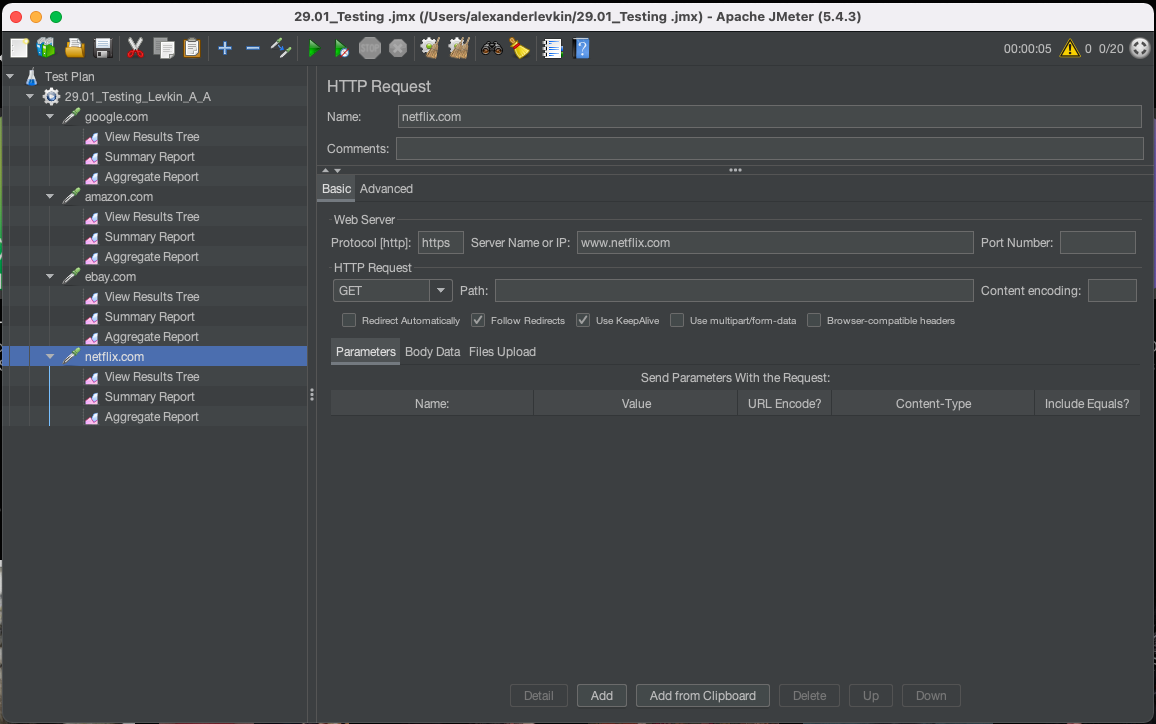 29.01_Testing .jmx (/Users/alexanderlevkin/29.01_Testing .jmx) - Apache JMeter (5.4.3)
STOP 00:00:05 0 0/20
Test Plan
29.01_Testing_Levkin_A_A
google.com
View Results Tree
Summary Report
Aggregate Report
amazon.com
View Results Tree
Summary Report
Aggregate Report
ebay.com
View Results Tree
Summary Report
Aggregate Report
netflix.com
View Results Tree
Summary Report
Aggregate Report
HTTP Request
Name: netflix.com
Comments:
Basic Advanced
Web Server
Protocol [http]: https Server Name or IP: www.netflix.com Port Number:
HTTP Request
GET Path: Content encoding:
Redirect Automatically Follow Redirects Use KeepAlive Use multipart/form-data Browser-compatible headers
Parameters Body Data Files Upload
Send Parameters With the Request:
Name: Value URL Encode? Content-Type Include Equals?
Detail Add Add from Clipboard Delete Up Down